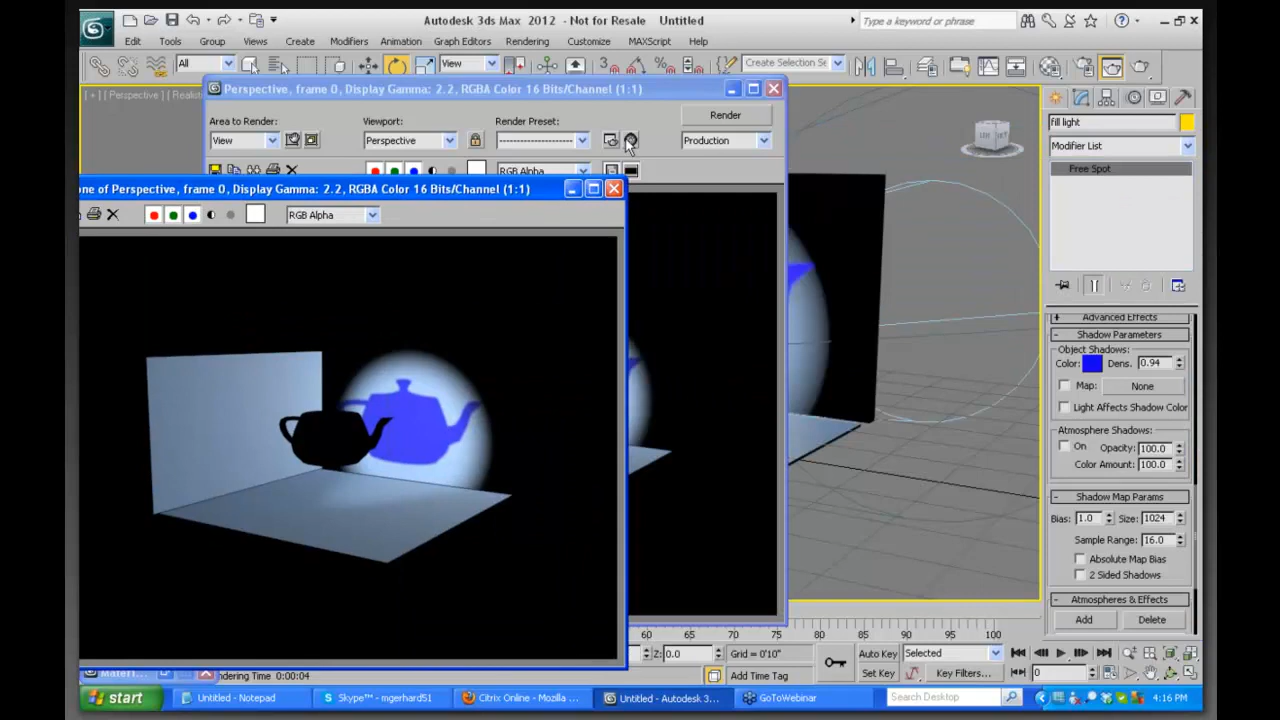 Autodesk 3ds Max 2012 - Not for Resale Untitled
Type a keyword or phrase
Edit Tools Group Views Create Modifiers Animation Graph Editors Rendering Customize MAXScript Help
All View Create Selection Se
[ + ] [ Perspective ] [ Realist
Perspective, frame 0, Display Gamma: 2.2, RGBA Color 16 Bits/Channel (1:1)
Area to Render: Viewport: Render Preset: Render
View Perspective Production
RGB Alpha
one of Perspective, frame 0, Display Gamma: 2.2, RGBA Color 16 Bits/Channel (1:1)
RGB Alpha
fill light
Modifier List
Free Spot
+ Advanced Effects
- Shadow Parameters
Object Shadows:
Color: Dens. 0.94
Map: None
Light Affects Shadow Color
Atmosphere Shadows:
On Opacity: 100.0
Color Amount: 100.0
- Shadow Map Params
Bias: 1.0 Size: 1024
Sample Range: 16.0
Absolute Map Bias
2 Sided Shadows
- Atmospheres & Effects
Add Delete
60 65 70 75 80 85 90 95 100
Z: 0.0 Grid = 0'10" Auto Key Selected
Materi ndering Time 0:00:04 Add Time Tag Set Key Key Filters... 0
start Untitled - Notepad Skype™ - mgerhard51 Citrix Online - Mozilla ... Untitled - Autodesk 3... GoToWebinar Search Desktop 4:16 PM